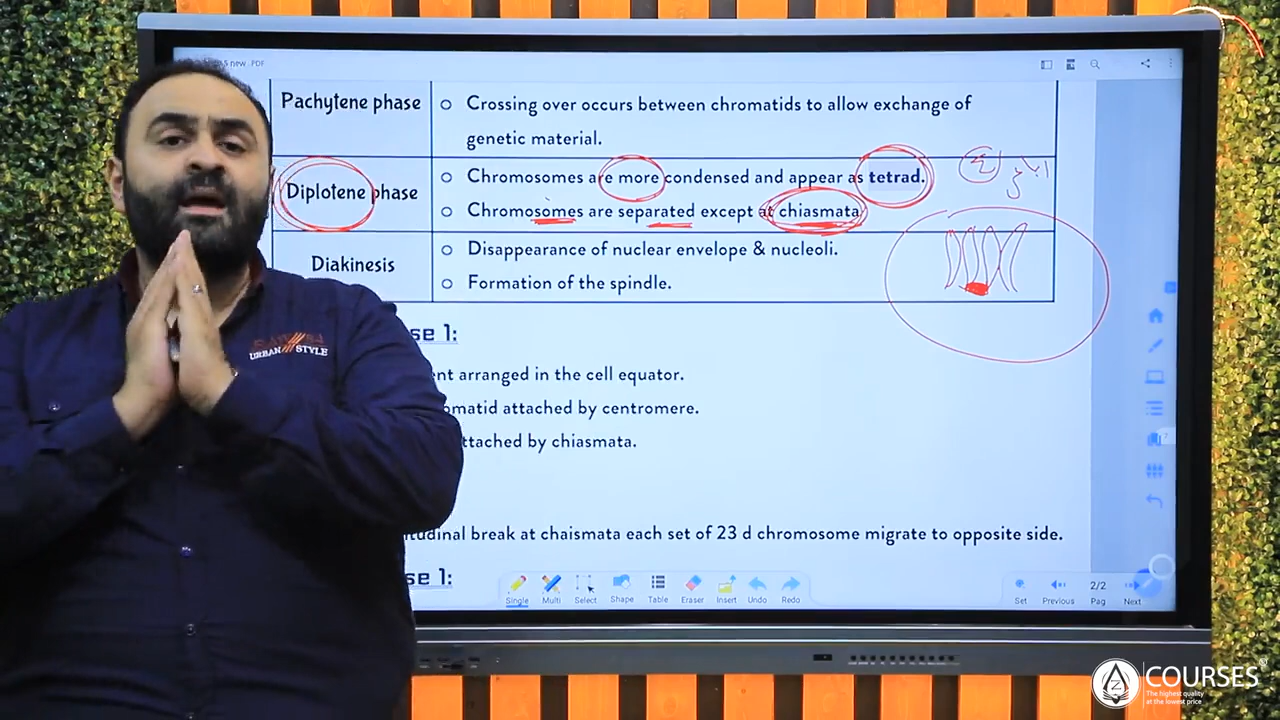 5 new . PDF
Pachytene phase
Crossing over occurs between chromatids to allow exchange of
genetic material.
Diplotene phase
Chromosomes are more condensed and appear as tetrad.
Chromosomes are separated except at chiasmata
Diakinesis
Disappearance of nuclear envelope & nucleoli.
Formation of the spindle.
se 1:
nt arranged in the cell equator.
omatid attached by centromere.
ttached by chiasmata.
tudinal break at chaismata each set of 23 d chromosome migrate to opposite side.
se 1:
Single Multi Select Shape Table Eraser Insert Undo Redo
Set Previous 2/2 Pag Next
URBAN STYLE
COURSES
The highest quality
at the lowest price